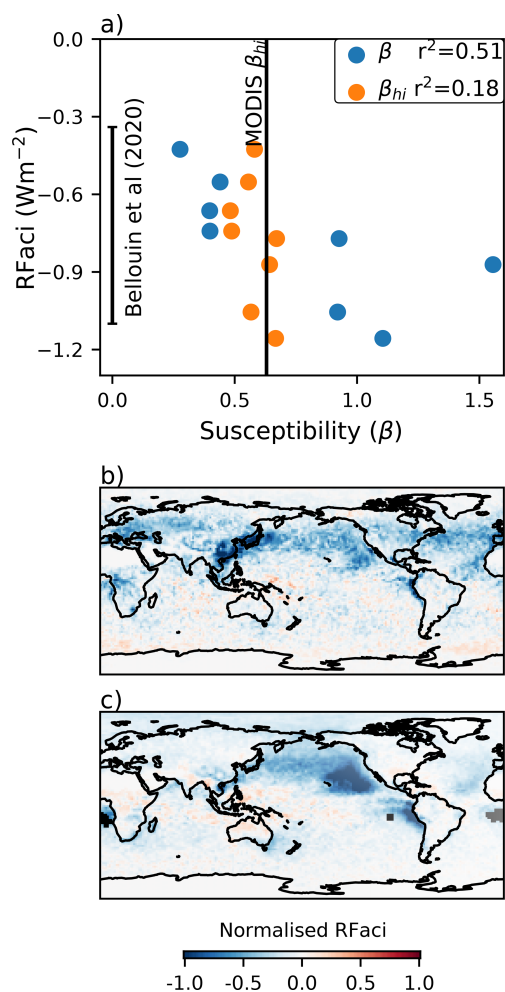 a)
0.0
−0.3
−0.6
−0.9
−1.2
RFaci (Wm⁻²)
Bellouin et al (2020)
MODIS βₕᵢ
β r²=0.51
βₕᵢ r²=0.18
0.0 0.5 1.0 1.5
Susceptibility (β)
b)
c)
Normalised RFaci
-1.0 -0.5 0.0 0.5 1.0